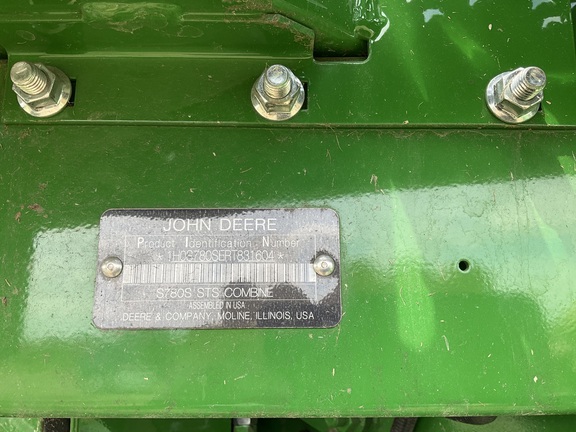 JOHN DEERE
Product Identification Number
*1H0S780SERT831604*
S780S STS COMBINE
ASSEMBLED IN USA
DEERE & COMPANY, MOLINE, ILLINOIS, USA